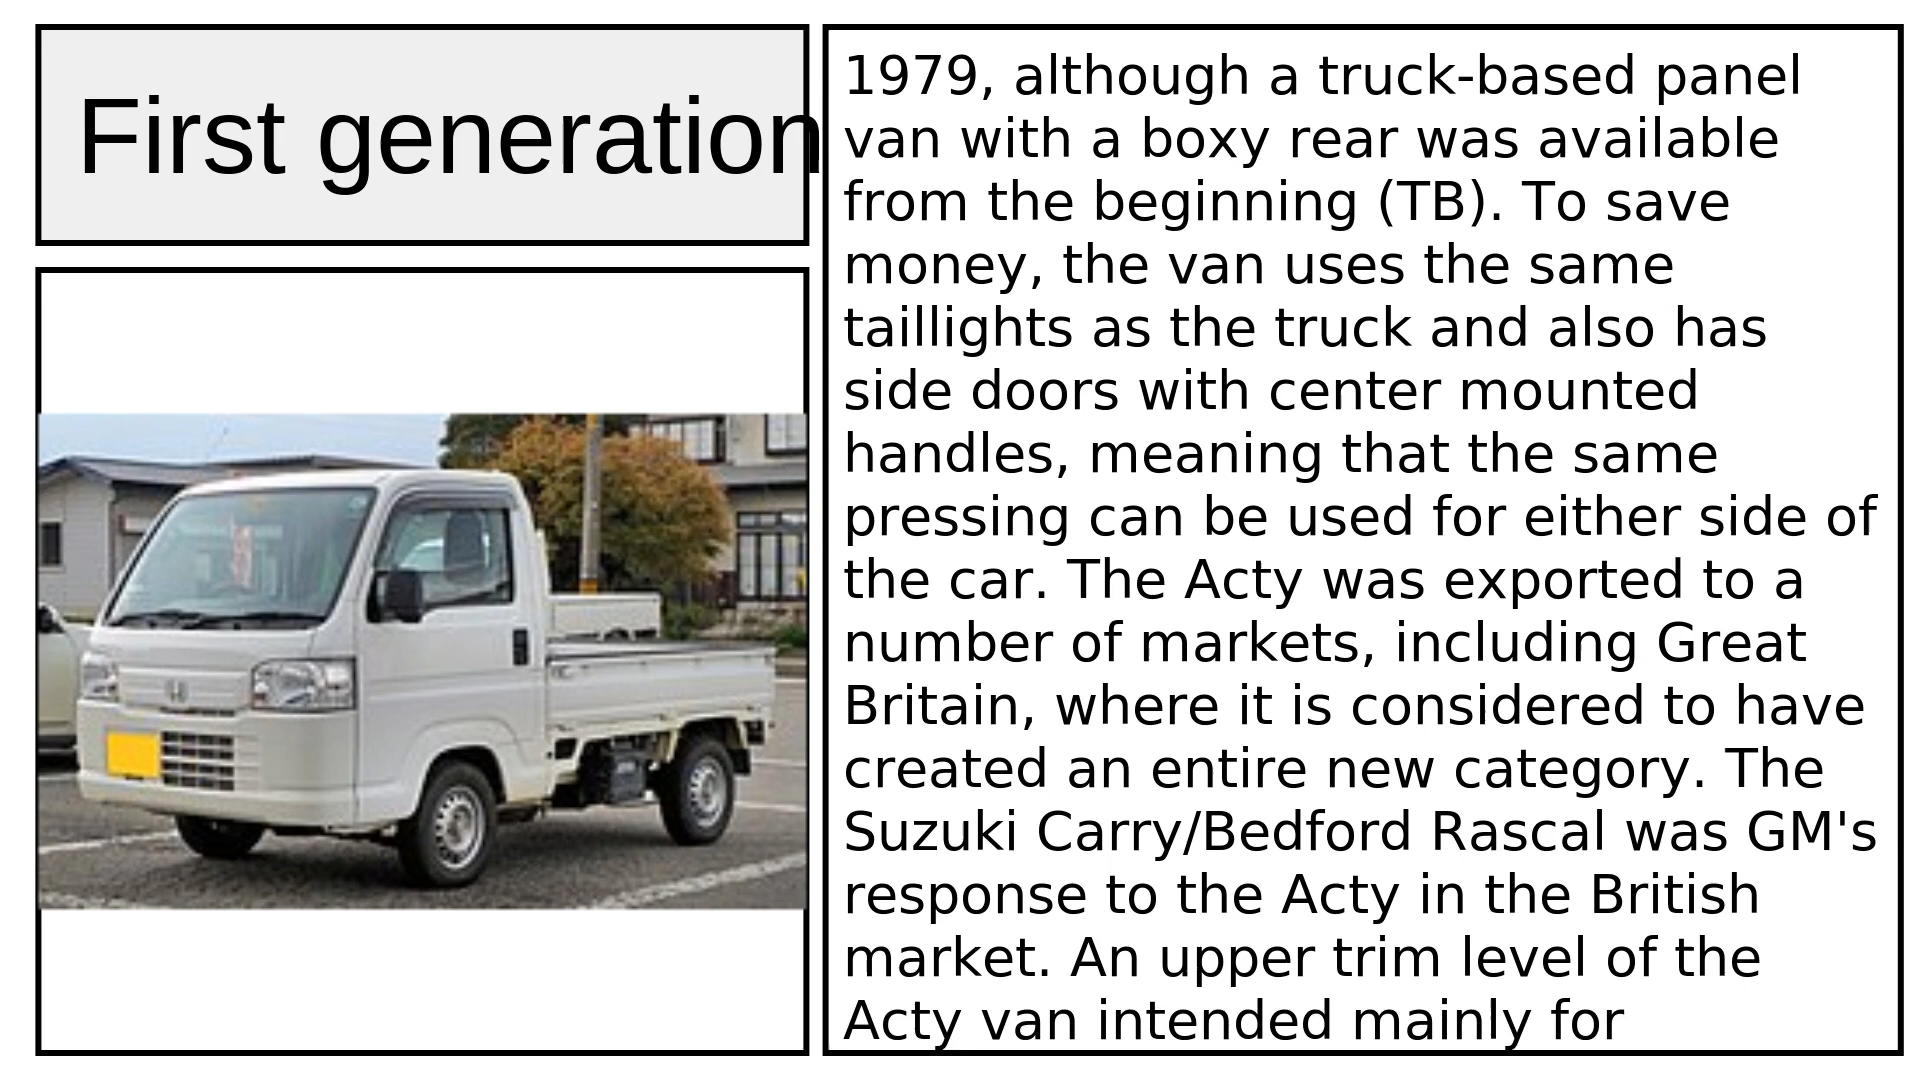 First generation
1979, although a truck-based panel
van with a boxy rear was available
from the beginning (TB). To save
money, the van uses the same
taillights as the truck and also has
side doors with center mounted
handles, meaning that the same
pressing can be used for either side of
the car. The Acty was exported to a
number of markets, including Great
Britain, where it is considered to have
created an entire new category. The
Suzuki Carry/Bedford Rascal was GM's
response to the Acty in the British
market. An upper trim level of the
Acty van intended mainly for